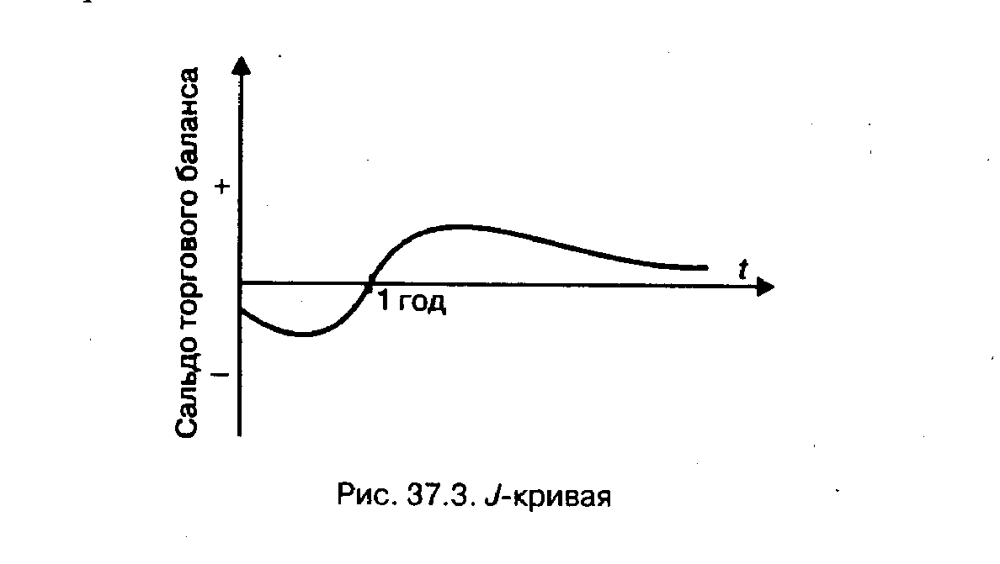 Сальдо торгового баланса
+
t
1 год
–
Рис. 37.3. J-кривая